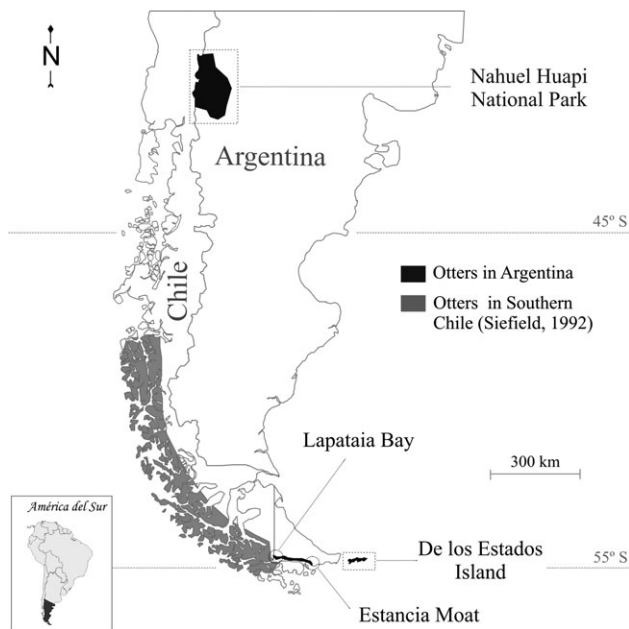 N
Nahuel Huapi
National Park
Argentina
45º S
Otters in Argentina
Otters in Southern
Chile (Siefield, 1992)
Chile
Lapataia Bay
300 km
América del Sur
De los Estados
Island
55º S
Estancia Moat